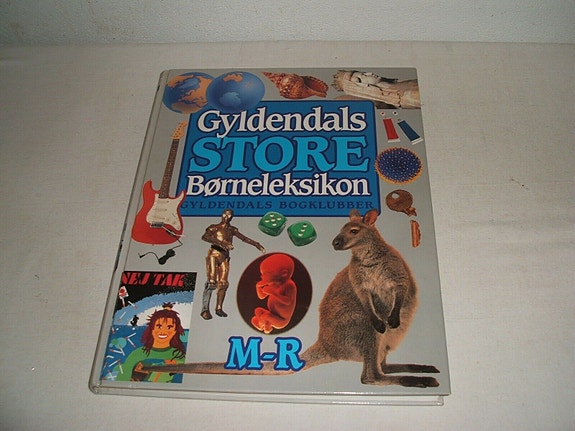 Gyldendals
STORE
Børneleksikon
GYLDENDALS BOGKLUBBER
NEJ TAK
M-R